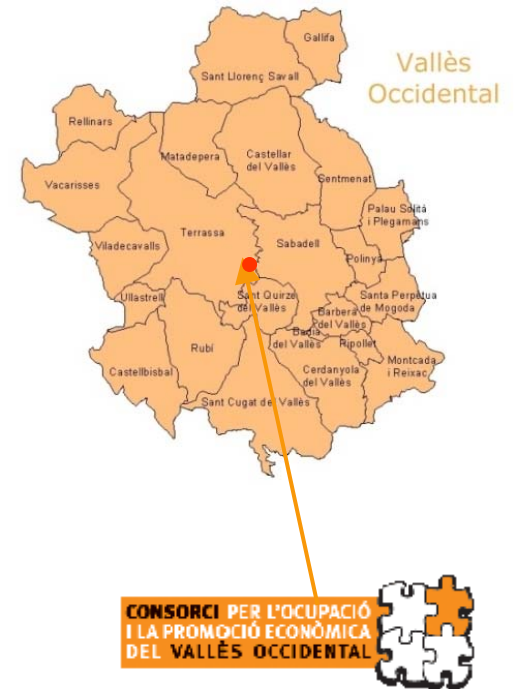 Gallifa
Vallès
Occidental
Sant Llorenç Savall
Rellinars
Matadepera
Castellar
del Vallès
Sentmenat
Vacarisses
Palau Solità
i Plegamans
Terrassa
Sabadell
Viladecavalls
Polinyà
Ullastrell
Sant Quirze
del Vallès
Santa Perpètua
de Mogoda
Barberà
del Vallès
Badia
del Vallès
Ripollet
Rubí
Montcada
i Reixac
Castellbisbal
Cerdanyola
del Vallès
Sant Cugat del Vallès
CONSORCI PER L'OCUPACIÓ
I LA PROMOCIÓ ECONÒMICA
DEL VALLÈS OCCIDENTAL